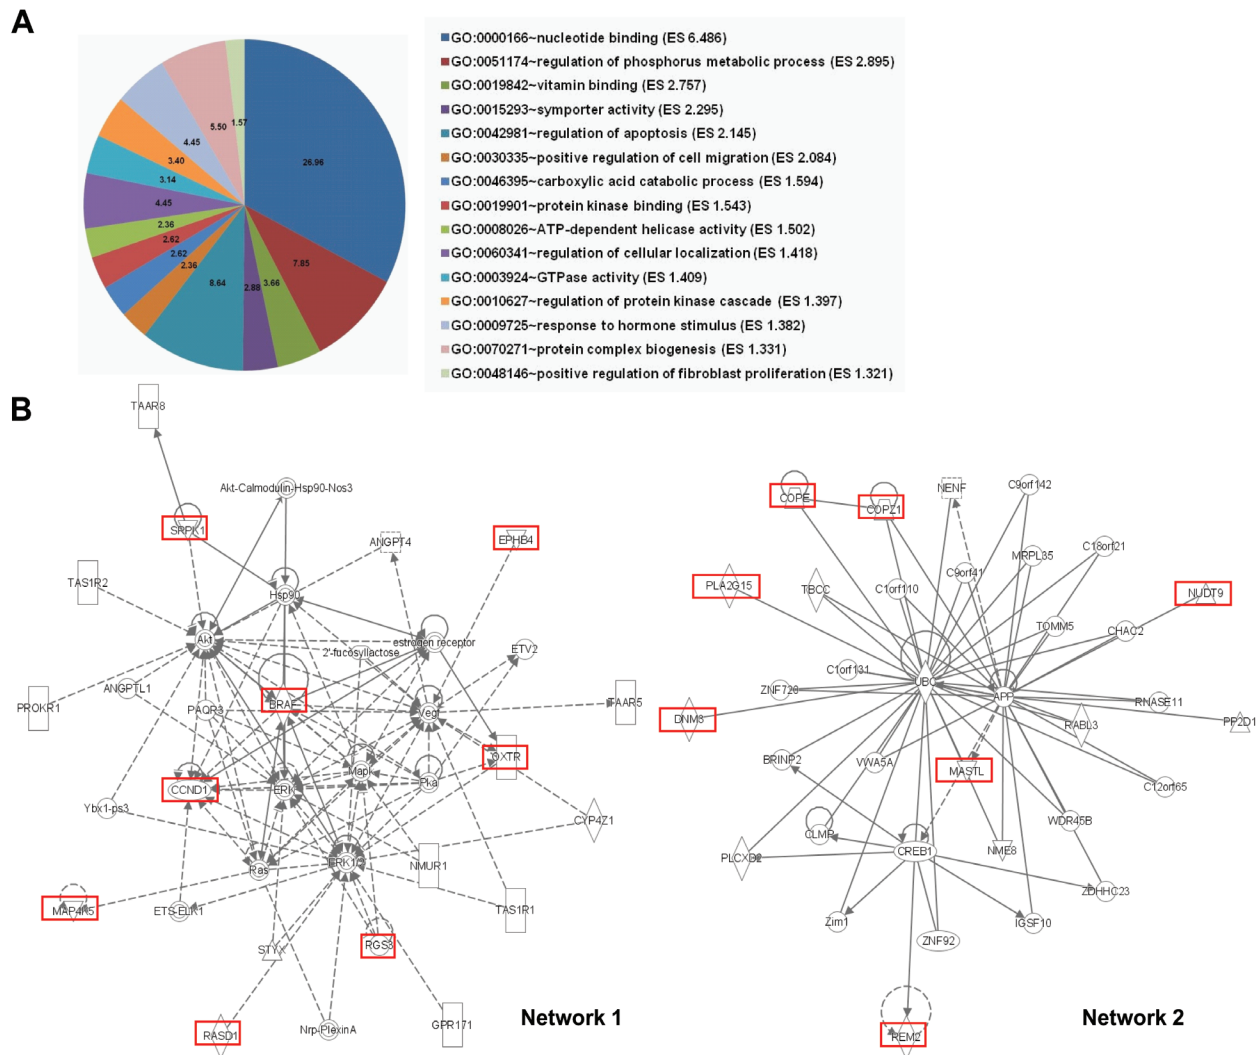 A
26.96
7.85
3.66
2.88
8.64
2.36
2.62
2.62
2.36
4.45
3.14
3.40
4.45
5.50
1.57
GO:0000166~nucleotide binding (ES 6.486)
GO:0051174~regulation of phosphorus metabolic process (ES 2.895)
GO:0019842~vitamin binding (ES 2.757)
GO:0015293~symporter activity (ES 2.295)
GO:0042981~regulation of apoptosis (ES 2.145)
GO:0030335~positive regulation of cell migration (ES 2.084)
GO:0046395~carboxylic acid catabolic process (ES 1.594)
GO:0019901~protein kinase binding (ES 1.543)
GO:0008026~ATP-dependent helicase activity (ES 1.502)
GO:0060341~regulation of cellular localization (ES 1.418)
GO:0003924~GTPase activity (ES 1.409)
GO:0010627~regulation of protein kinase cascade (ES 1.397)
GO:0009725~response to hormone stimulus (ES 1.382)
GO:0070271~protein complex biogenesis (ES 1.331)
GO:0048146~positive regulation of fibroblast proliferation (ES 1.321)
B
TAAR8
Akt-Calmodulin-Hsp90-Nos3
SRPK1
ANGPT4
EPHB4
TAS1R2
Hsp90
Akt
2'-fucosyllactose
estrogen receptor
ETV2
ANGPTL1
PROKR1
PAQR3
BRAF
Vegf
TAAR5
OXTR
Mapk
Pka
CCND1
ERK
Ybx1-ps3
CYP4Z1
Ras
ERK1/2
NMUR1
MAP4K5
ETS-ELK1
TAS1R1
STYX
RGS3
RASD1
Nrp-PlexinA
GPR171
Network 1
COPE
COPZ1
NENF
C9orf142
MRPL35
C18orf21
PLA2G15
TBCC
C1orf110
C9orf41
NUDT9
TOMM5
CHAC2
C1orf131
UBC
ZNF720
APP
RNASE11
DNM3
RABL3
PP2D1
BRINP2
VWA5A
MASTL
C12orf65
CLMP
WDR45B
PLCXD2
CREB1
NME8
ZDHHC23
Zim1
IGSF10
ZNF92
REM2
Network 2